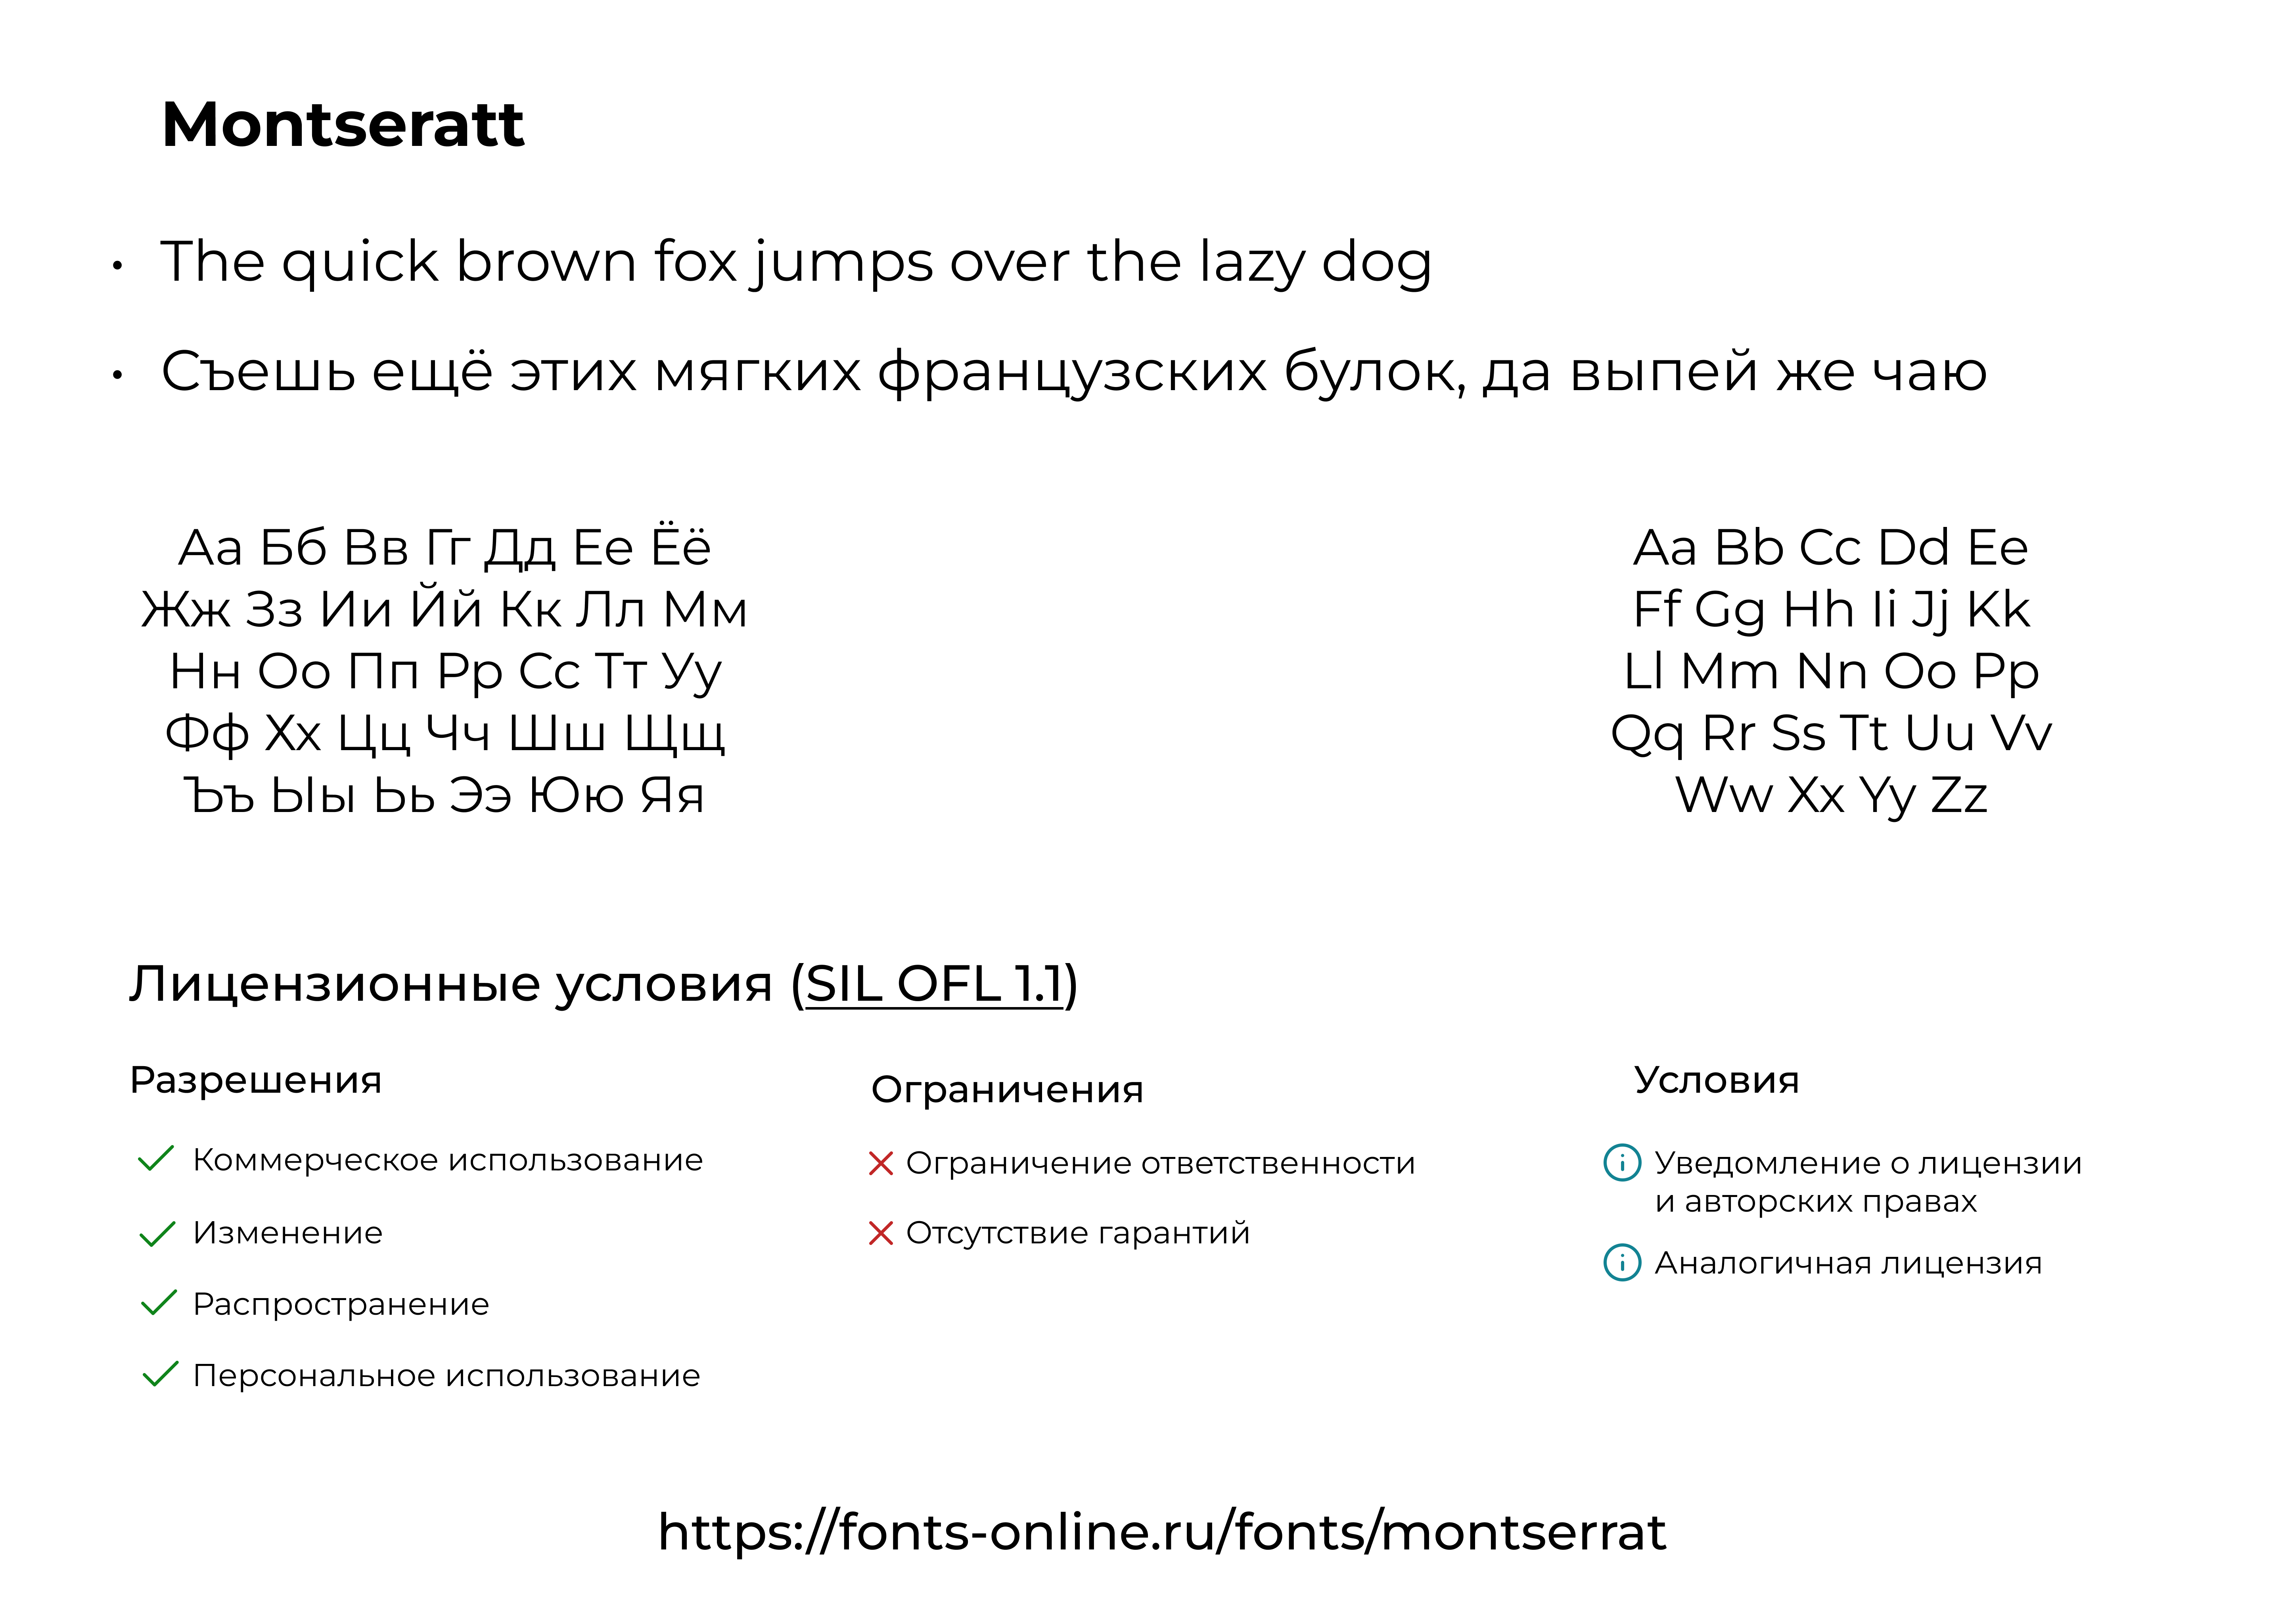 Montseratt
• The quick brown fox jumps over the lazy dog
• Съешь ещё этих мягких французских булок, да выпей же чаю
Аа Бб Вв Гг Дд Ее Ёё
Жж Зз Ии Йй Кк Лл Мм
Нн Оо Пп Рр Сс Тт Уу
Фф Хх Цц Чч Шш Щщ
Ъъ Ыы Ьь Ээ Юю Яя
Aa Bb Cc Dd Ee
Ff Gg Hh Ii Jj Kk
Ll Mm Nn Oo Pp
Qq Rr Ss Tt Uu Vv
Ww Xx Yy Zz
Лицензионные условия (SIL OFL 1.1)
Разрешения
Коммерческое использование
Изменение
Распространение
Персональное использование
Ограничения
Ограничение ответственности
Отсутствие гарантий
Условия
Уведомление о лицензии
и авторских правах
Аналогичная лицензия
https://fonts-online.ru/fonts/montserrat